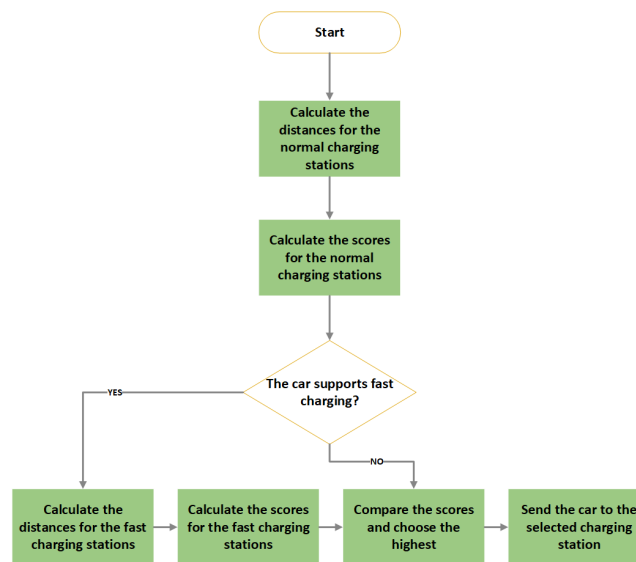 Start
Calculate the
distances for the
normal charging
stations
Calculate the scores
for the normal
charging stations
The car supports fast
charging?
YES
NO
Calculate the
distances for the fast
charging stations
Calculate the scores
for the fast charging
stations
Compare the scores
and choose the
highest
Send the car to the
selected charging
station